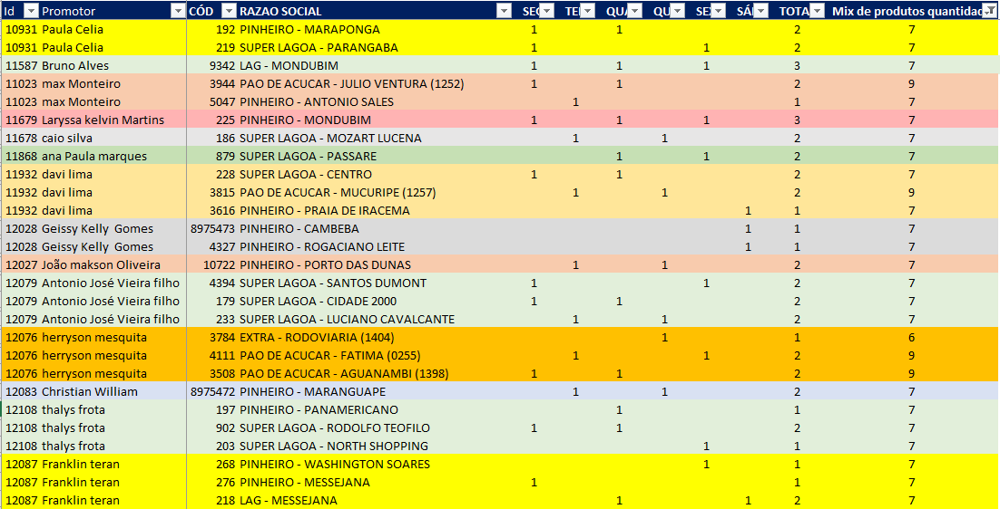 Id Promotor CÓD RAZAO SOCIAL SEG TER QUA QU SEX SÁ TOTA Mix de produtos quantidad
10931 Paula Celia 192 PINHEIRO - MARAPONGA 1 1 2 7
10931 Paula Celia 219 SUPER LAGOA - PARANGABA 1 1 2 7
11587 Bruno Alves 9342 LAG - MONDUBIM 1 1 1 3 7
11023 max Monteiro 3944 PAO DE ACUCAR - JULIO VENTURA (1252) 1 1 2 9
11023 max Monteiro 5047 PINHEIRO - ANTONIO SALES 1 1 7
11679 Laryssa kelvin Martins 225 PINHEIRO - MONDUBIM 1 1 1 3 7
11678 caio silva 186 SUPER LAGOA - MOZART LUCENA 1 1 2 7
11868 ana Paula marques 879 SUPER LAGOA - PASSARE 1 1 2 7
11932 davi lima 228 SUPER LAGOA - CENTRO 1 1 2 7
11932 davi lima 3815 PAO DE ACUCAR - MUCURIPE (1257) 1 1 2 9
11932 davi lima 3616 PINHEIRO - PRAIA DE IRACEMA 1 1 7
12028 Geissy Kelly Gomes 8975473 PINHEIRO - CAMBEBA 1 1 7
12028 Geissy Kelly Gomes 4327 PINHEIRO - ROGACIANO LEITE 1 1 7
12027 João makson Oliveira 10722 PINHEIRO - PORTO DAS DUNAS 1 1 2 7
12079 Antonio José Vieira filho 4394 SUPER LAGOA - SANTOS DUMONT 1 1 2 7
12079 Antonio José Vieira filho 179 SUPER LAGOA - CIDADE 2000 1 1 2 7
12079 Antonio José Vieira filho 233 SUPER LAGOA - LUCIANO CAVALCANTE 1 1 2 7
12076 herryson mesquita 3784 EXTRA - RODOVIARIA (1404) 1 1 6
12076 herryson mesquita 4111 PAO DE ACUCAR - FATIMA (0255) 1 1 2 9
12076 herryson mesquita 3508 PAO DE ACUCAR - AGUANAMBI (1398) 1 1 2 9
12083 Christian William 8975472 PINHEIRO - MARANGUAPE 1 1 2 7
12108 thalys frota 197 PINHEIRO - PANAMERICANO 1 1 7
12108 thalys frota 902 SUPER LAGOA - RODOLFO TEOFILO 1 1 2 7
12108 thalys frota 203 SUPER LAGOA - NORTH SHOPPING 1 1 7
12087 Franklin teran 268 PINHEIRO - WASHINGTON SOARES 1 1 7
12087 Franklin teran 276 PINHEIRO - MESSEJANA 1 1 7
12087 Franklin teran 218 LAG - MESSEJANA 1 1 2 7